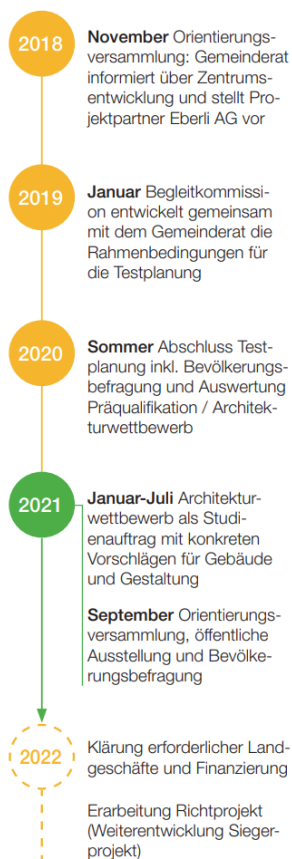 2018
November Orientierungs-
versammlung: Gemeinderat
informiert über Zentrums-
entwicklung und stellt Pro-
jektpartner Eberli AG vor
2019
Januar Begleitkommissi-
on entwickelt gemeinsam
mit dem Gemeinderat die
Rahmenbedingungen für
die Testplanung
2020
Sommer Abschluss Test-
planung inkl. Bevölkerungs-
befragung und Auswertung
Präqualifikation / Architek-
turwettbewerb
2021
Januar-Juli Architektur-
wettbewerb als Studi-
enauftrag mit konkreten
Vorschlägen für Gebäude
und Gestaltung
September Orientierungs-
versammlung, öffentliche
Ausstellung und Bevölke-
rungsbefragung
2022
Klärung erforderlicher Land-
geschäfte und Finanzierung
Erarbeitung Richtprojekt
(Weiterentwicklung Sieger-
projekt)